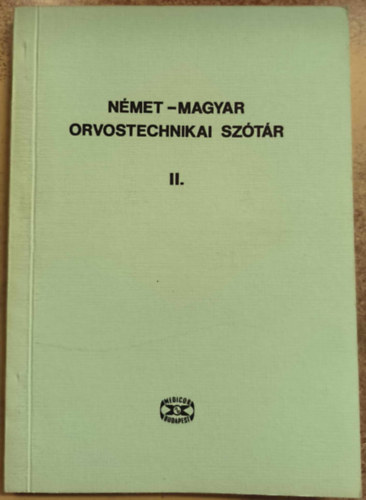 NÉMET – MAGYAR
ORVOSTECHNIKAI SZÓTÁR
II.
MEDICOR
BUDAPEST